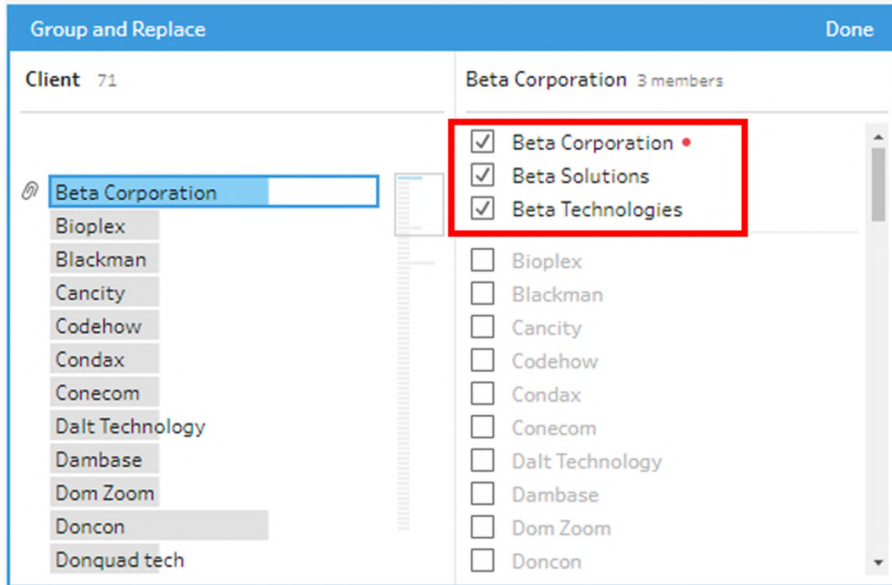 Group and Replace Done
Client 71
Beta Corporation
Bioplex
Blackman
Cancity
Codehow
Condax
Conecom
Dalt Technology
Dambase
Dom Zoom
Doncon
Donquad tech
Beta Corporation 3 members
Beta Corporation
Beta Solutions
Beta Technologies
Bioplex
Blackman
Cancity
Codehow
Condax
Conecom
Dalt Technology
Dambase
Dom Zoom
Doncon